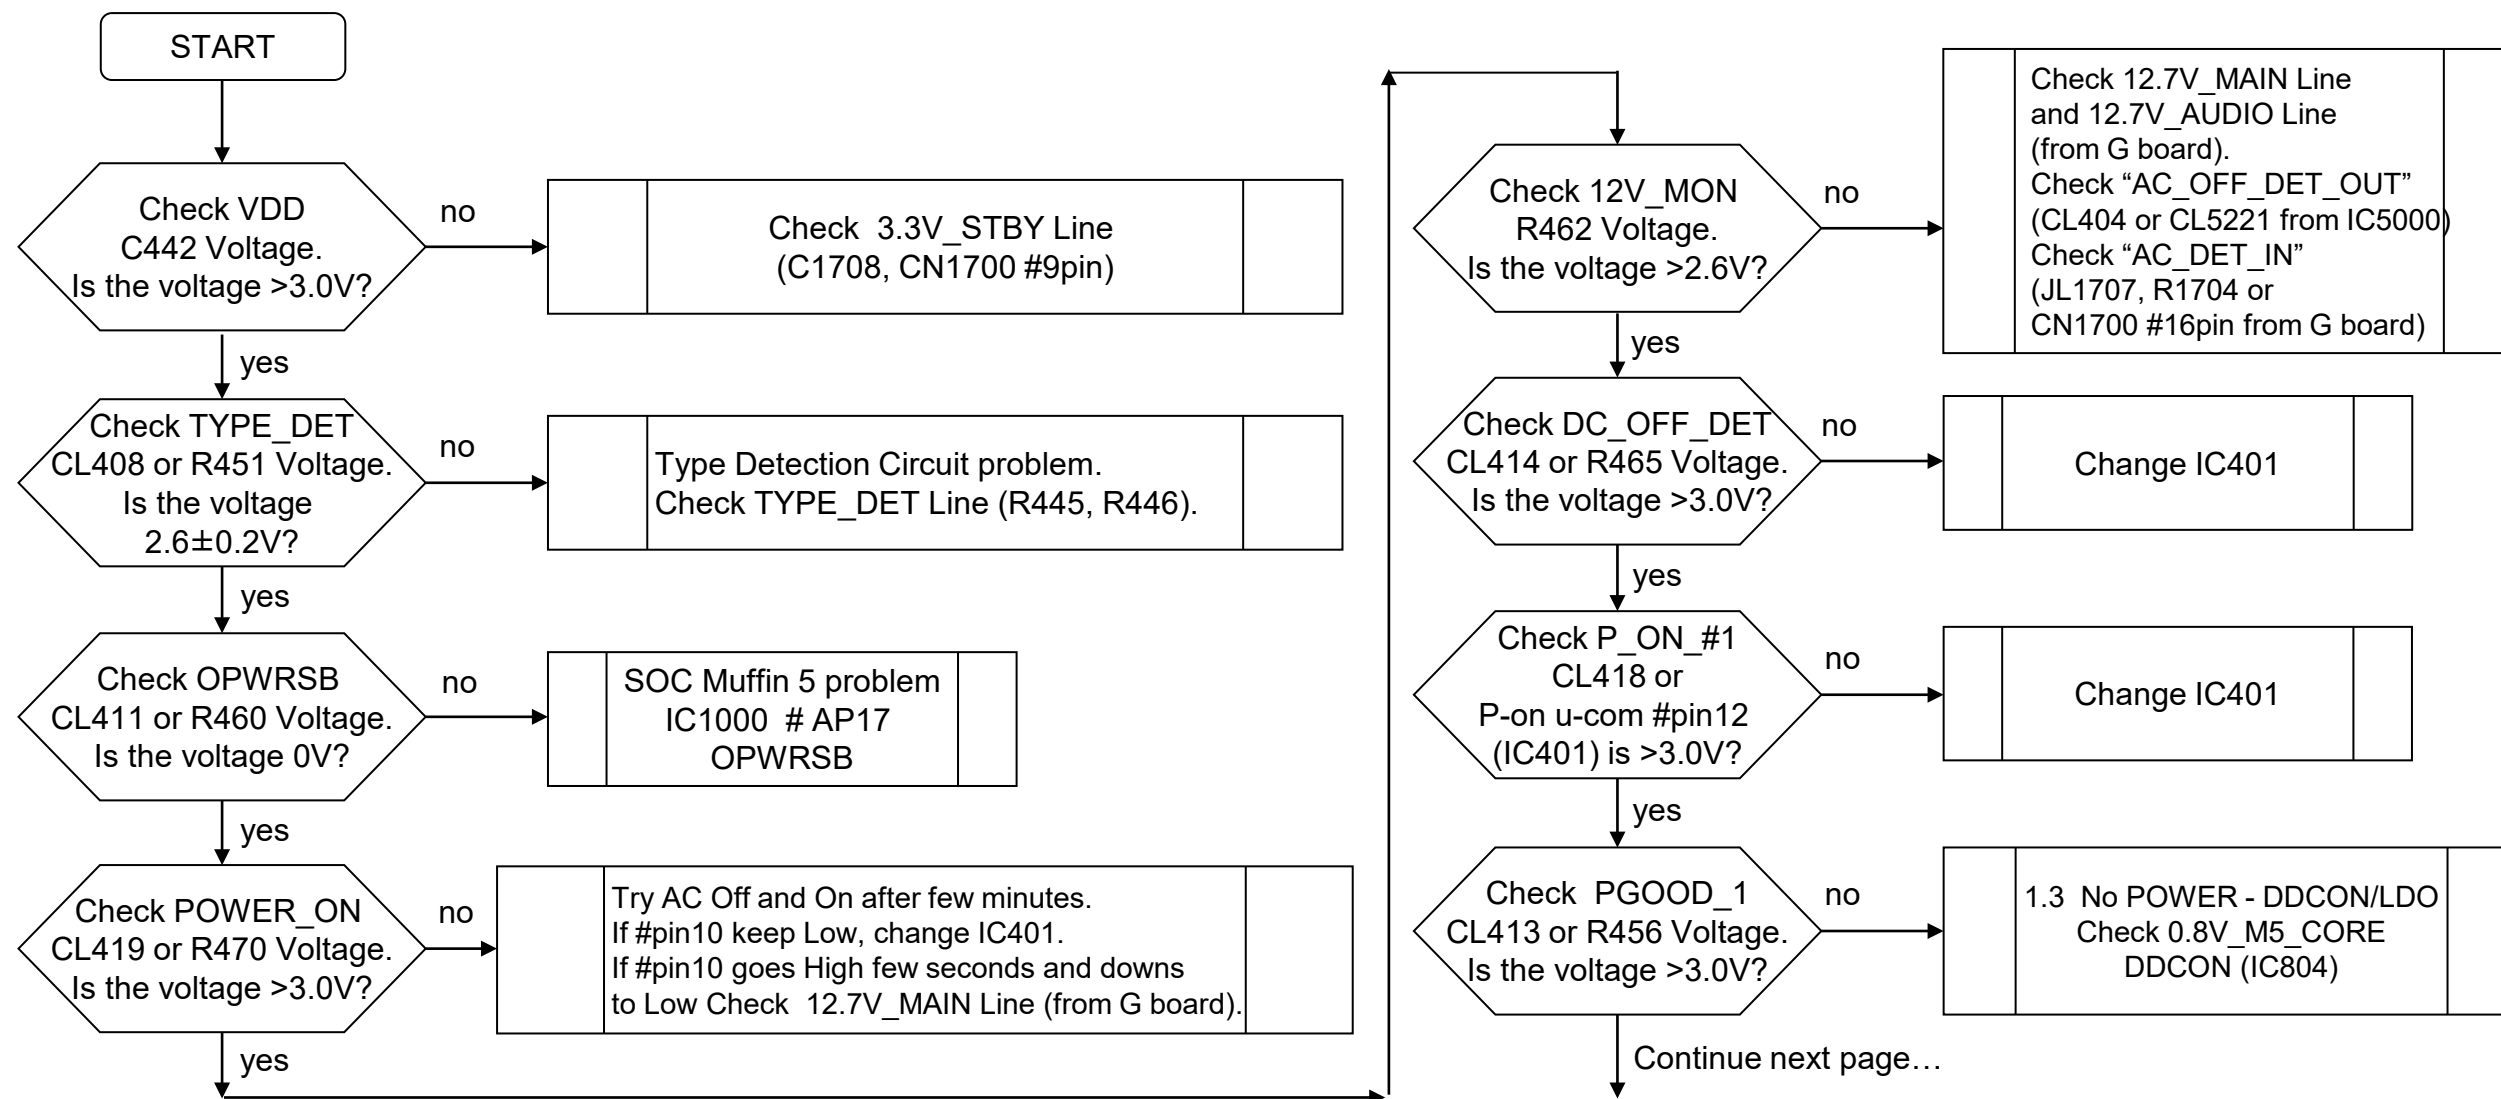 START
Check VDD
C442 Voltage.
Is the voltage >3.0V?
no
Check  3.3V_STBY Line
(C1708, CN1700 #9pin)
yes
Check TYPE_DET
CL408 or R451 Voltage.
Is the voltage
2.6±0.2V?
no
Type Detection Circuit problem.
Check TYPE_DET Line (R445, R446).
yes
Check OPWRSB
CL411 or R460 Voltage.
Is the voltage 0V?
no
SOC Muffin 5 problem
IC1000  # AP17
OPWRSB
yes
Check POWER_ON
CL419 or R470 Voltage.
Is the voltage >3.0V?
no
Try AC Off and On after few minutes.
If #pin10 keep Low, change IC401.
If #pin10 goes High few seconds and downs
to Low Check  12.7V_MAIN Line (from G board).
yes
Check 12V_MON
R462 Voltage.
Is the voltage >2.6V?
no
Check 12.7V_MAIN Line
and 12.7V_AUDIO Line
(from G board).
Check “AC_OFF_DET_OUT”
(CL404 or CL5221 from IC5000)
Check “AC_DET_IN”
(JL1707, R1704 or
CN1700 #16pin from G board)
yes
Check DC_OFF_DET
CL414 or R465 Voltage.
Is the voltage >3.0V?
no
Change IC401
yes
Check P_ON_#1
CL418 or
P-on u-com #pin12
(IC401) is >3.0V?
no
Change IC401
yes
Check  PGOOD_1
CL413 or R456 Voltage.
Is the voltage >3.0V?
no
1.3  No POWER - DDCON/LDO
Check 0.8V_M5_CORE
DDCON (IC804)
Continue next page…